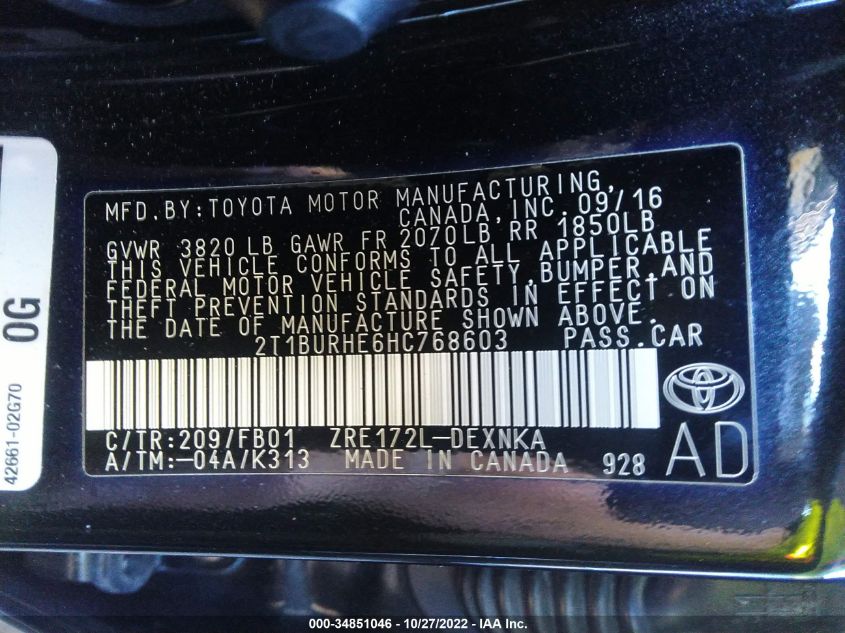 MFD.BY:TOYOTA MOTOR MANUFACTURING,
CANADA,INC. 09/16
GVWR 3820 LB GAWR FR 2070LB, RR 1850LB
THIS VEHICLE CONFORMS TO ALL APPLICABLE
FEDERAL MOTOR VEHICLE SAFETY,BUMPER,AND
THEFT PREVENTION STANDARDS IN EFFECT ON
THE DATE OF MANUFACTURE SHOWN ABOVE.
2T1BURHE6HC768603 PASS.CAR
C/TR:209/FB01 ZRE172L-DEXNKA
A/TM:-04A/K313 MADE IN CANADA 928
AD
0G
42661-02G70
000-34851046 - 10/27/2022 - IAA Inc.